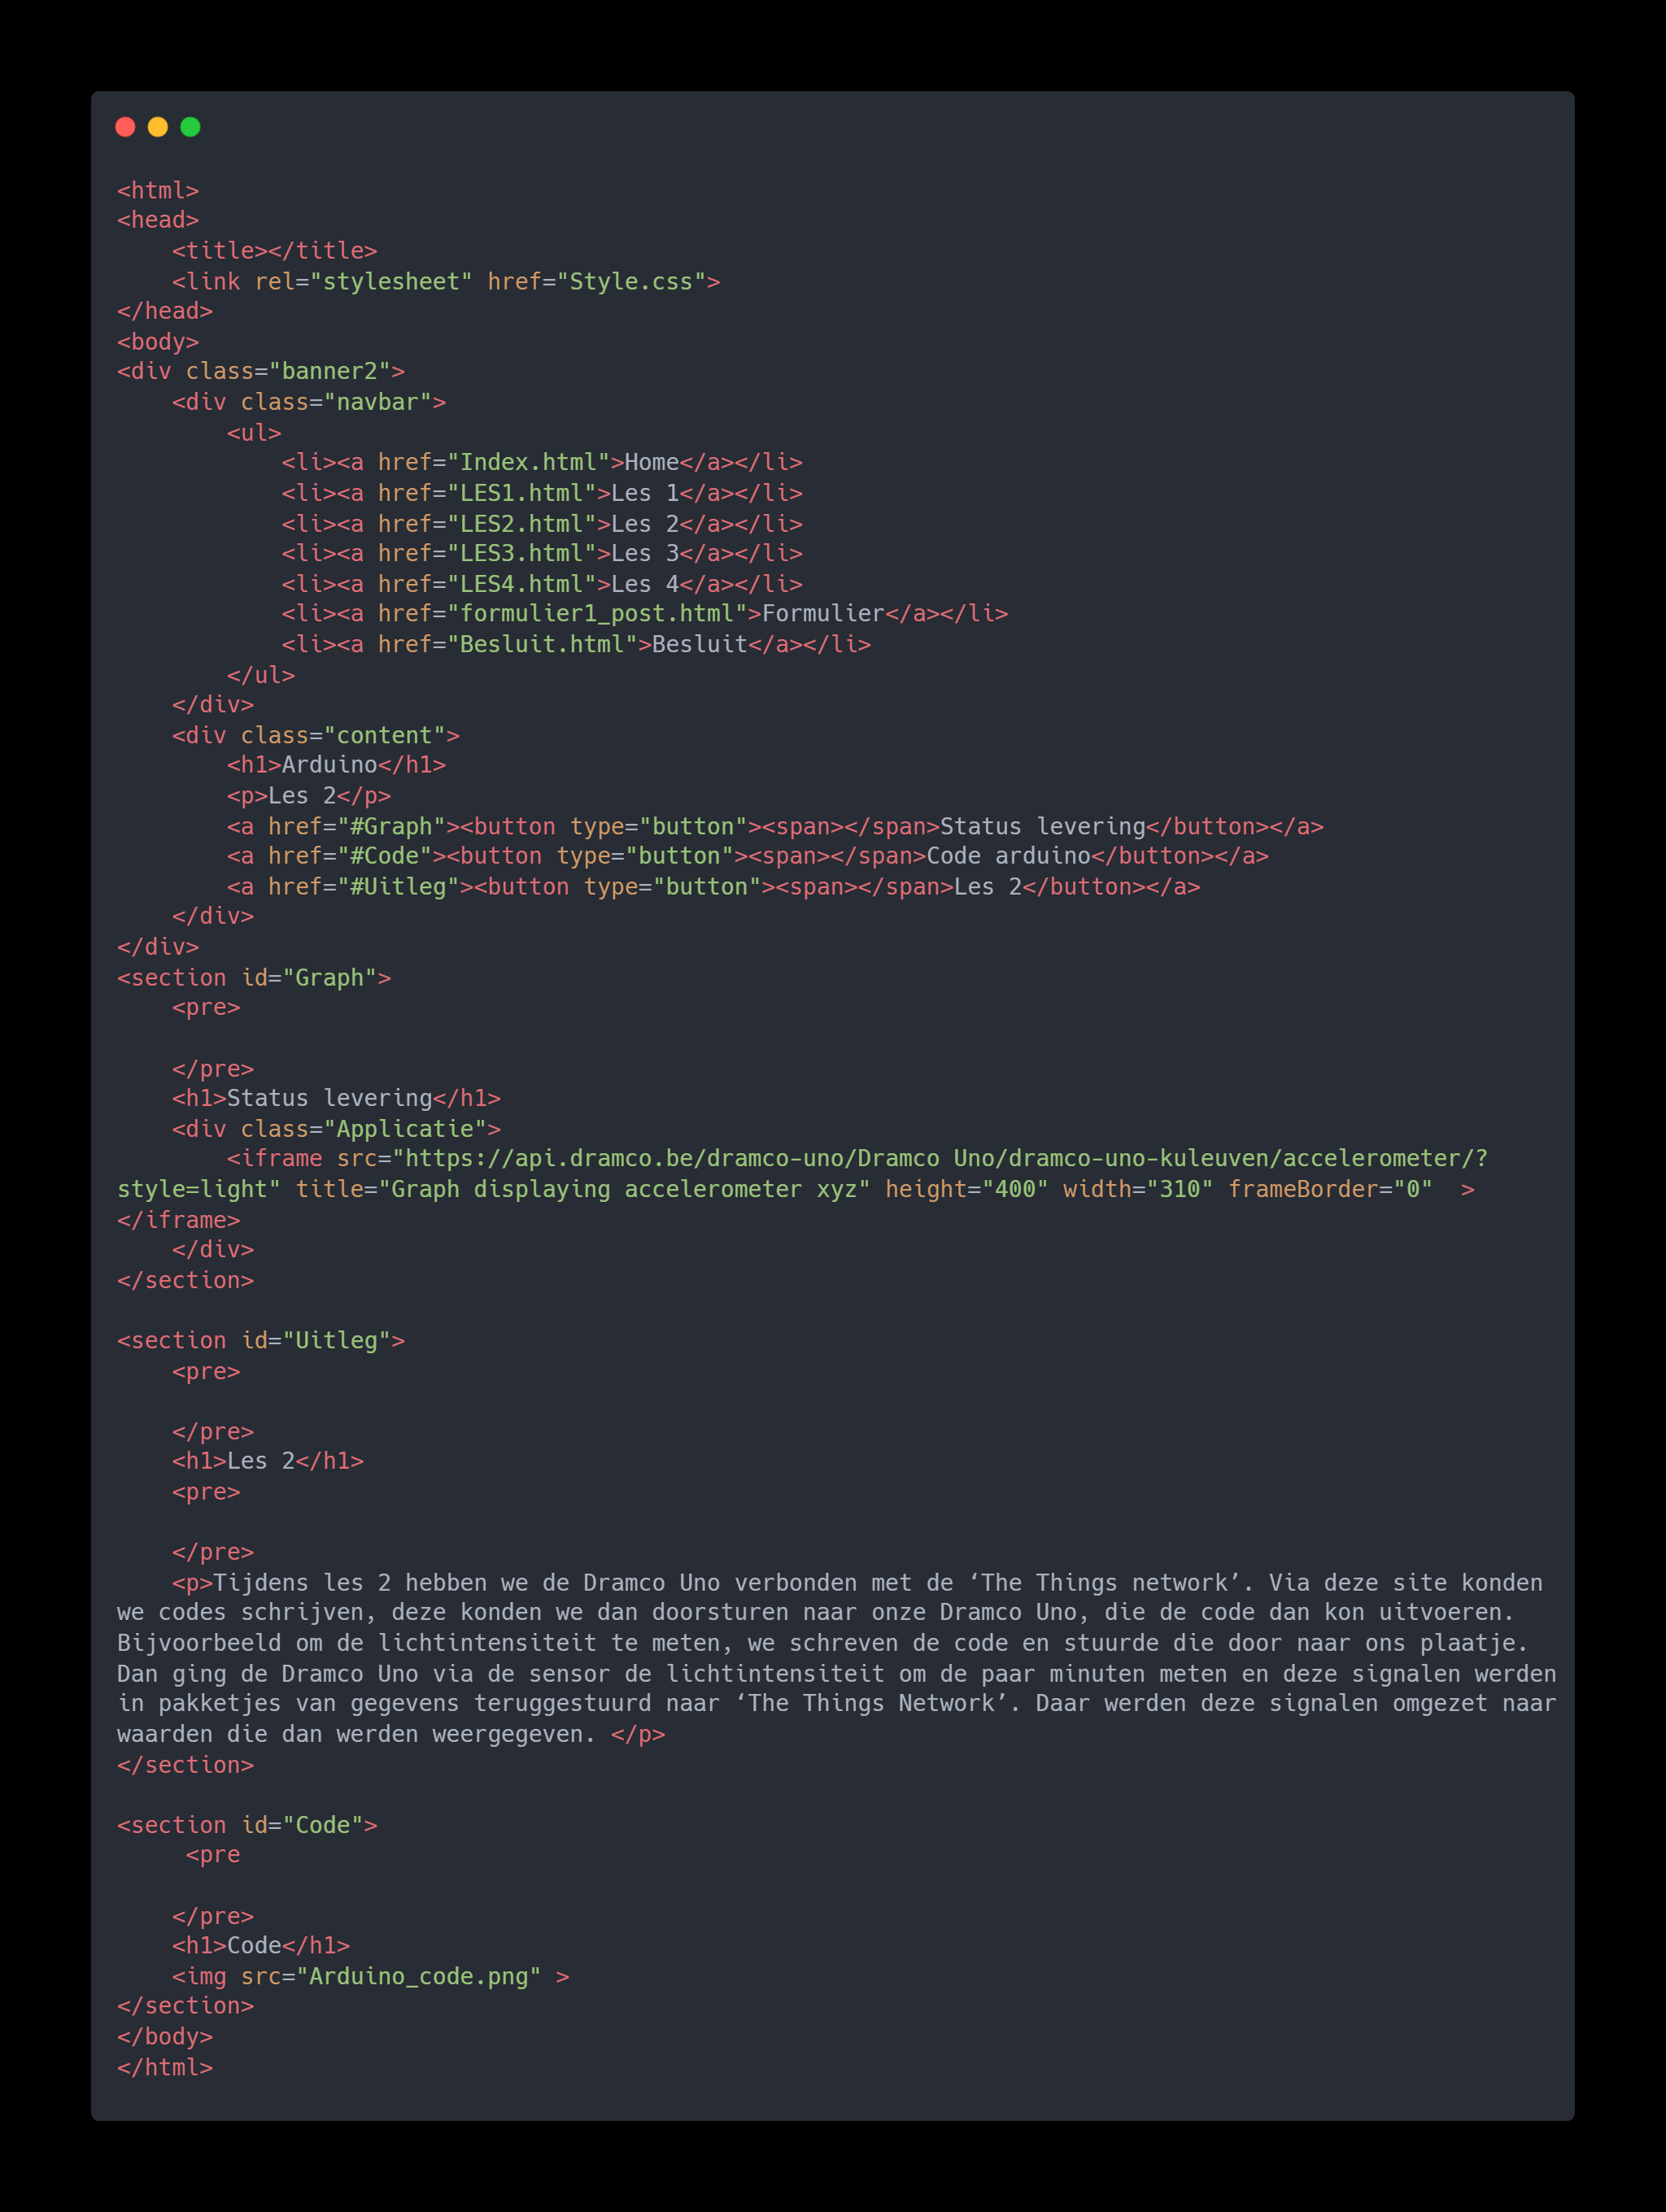 <html>
<head>
    <title></title>
    <link rel="stylesheet" href="Style.css">
</head>
<body>
<div class="banner2">
    <div class="navbar">
        <ul>
            <li><a href="Index.html">Home</a></li>
            <li><a href="LES1.html">Les 1</a></li>
            <li><a href="LES2.html">Les 2</a></li>
            <li><a href="LES3.html">Les 3</a></li>
            <li><a href="LES4.html">Les 4</a></li>
            <li><a href="formulier1_post.html">Formulier</a></li>
            <li><a href="Besluit.html">Besluit</a></li>
        </ul>
    </div>
    <div class="content">
        <h1>Arduino</h1>
        <p>Les 2</p>
        <a href="#Graph"><button type="button"><span></span>Status levering</button></a>
        <a href="#Code"><button type="button"><span></span>Code arduino</button></a>
        <a href="#Uitleg"><button type="button"><span></span>Les 2</button></a>
    </div>
</div>
<section id="Graph">
    <pre>

    </pre>
    <h1>Status levering</h1>
    <div class="Applicatie">
        <iframe src="https://api.dramco.be/dramco-uno/Dramco Uno/dramco-uno-kuleuven/accelerometer/?
style=light" title="Graph displaying accelerometer xyz" height="400" width="310" frameBorder="0"  >
</iframe>
    </div>
</section>

<section id="Uitleg">
    <pre>

    </pre>
    <h1>Les 2</h1>
    <pre>

    </pre>
    <p>Tijdens les 2 hebben we de Dramco Uno verbonden met de ‘The Things network’. Via deze site konden
we codes schrijven, deze konden we dan doorsturen naar onze Dramco Uno, die de code dan kon uitvoeren.
Bijvoorbeeld om de lichtintensiteit te meten, we schreven de code en stuurde die door naar ons plaatje.
Dan ging de Dramco Uno via de sensor de lichtintensiteit om de paar minuten meten en deze signalen werden
in pakketjes van gegevens teruggestuurd naar ‘The Things Network’. Daar werden deze signalen omgezet naar
waarden die dan werden weergegeven. </p>
</section>

<section id="Code">
     <pre

    </pre>
    <h1>Code</h1>
    <img src="Arduino_code.png" >
</section>
</body>
</html>